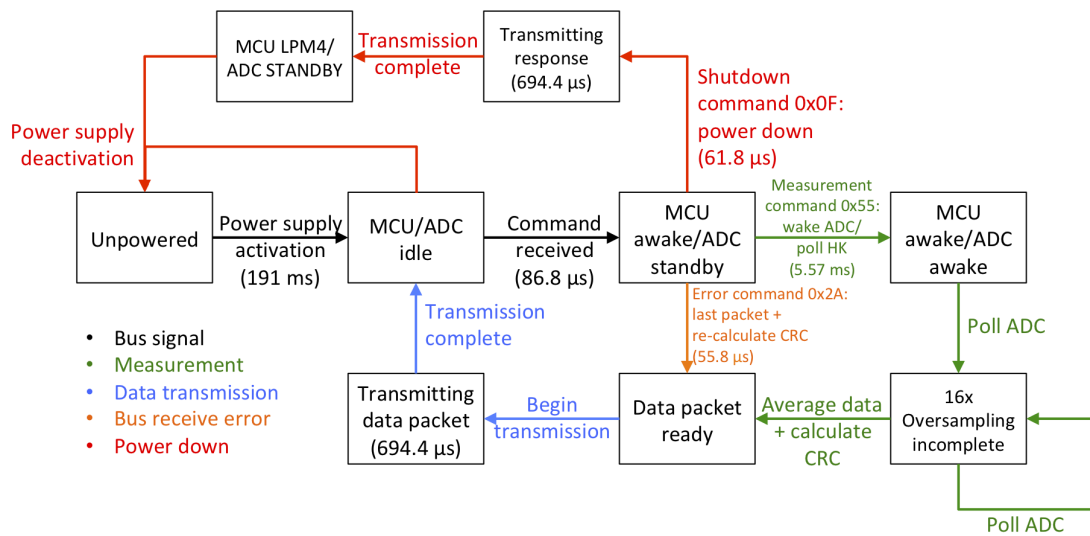 MCU LPM4/
ADC STANDBY
Transmission
complete
Transmitting
response
(694.4 µs)
Shutdown
command 0x0F:
power down
(61.8 µs)
Power supply
deactivation
Unpowered
Power supply
activation
(191 ms)
MCU/ADC
idle
Command
received
(86.8 µs)
MCU
awake/ADC
standby
Measurement
command 0x55:
wake ADC/
poll HK
(5.57 ms)
MCU
awake/ADC
awake
Transmission
complete
Error command 0x2A:
last packet +
re-calculate CRC
(55.8 µs)
Poll ADC
• Bus signal
• Measurement
• Data transmission
• Bus receive error
• Power down
Transmitting
data packet
(694.4 µs)
Begin
transmission
Data packet
ready
Average data
+ calculate
CRC
16x
Oversampling
incomplete
Poll ADC